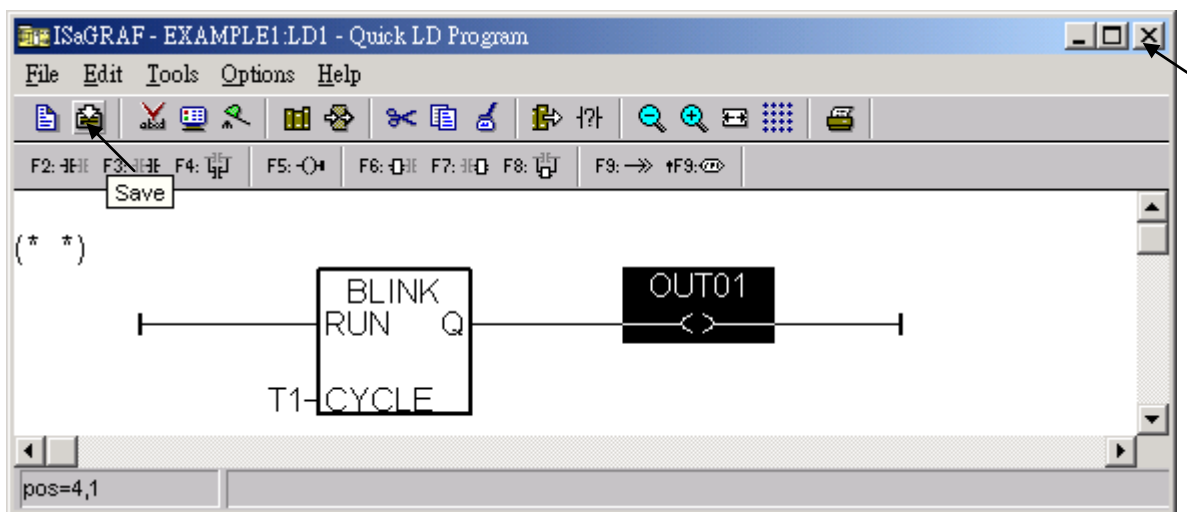 ISaGRAF - EXAMPLE1:LD1 - Quick LD Program
File Edit Tools Options Help
F2: F3: F4: F5: F6: F7: F8: F9: F9:
Save
(* *)
BLINK OUT01
RUN Q
T1 CYCLE
pos=4,1